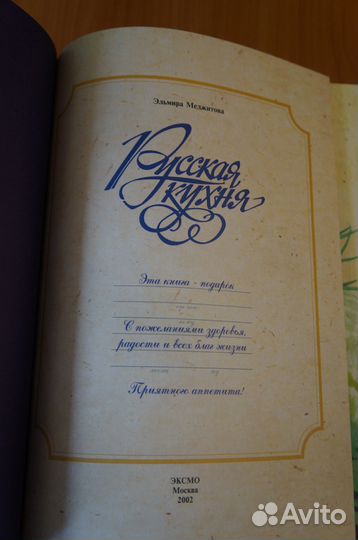 Эльмира Меджитова
Русская
кухня
Эта книга - подарок
кому
С пожеланиями здоровья,
радости и всех благ жизни
Приятного аппетита!
ЭКСМО
Москва
2002
Avito